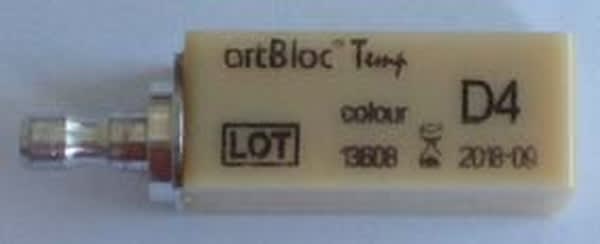 artBloc® Temp
colour D4
LOT 13608 2018-09